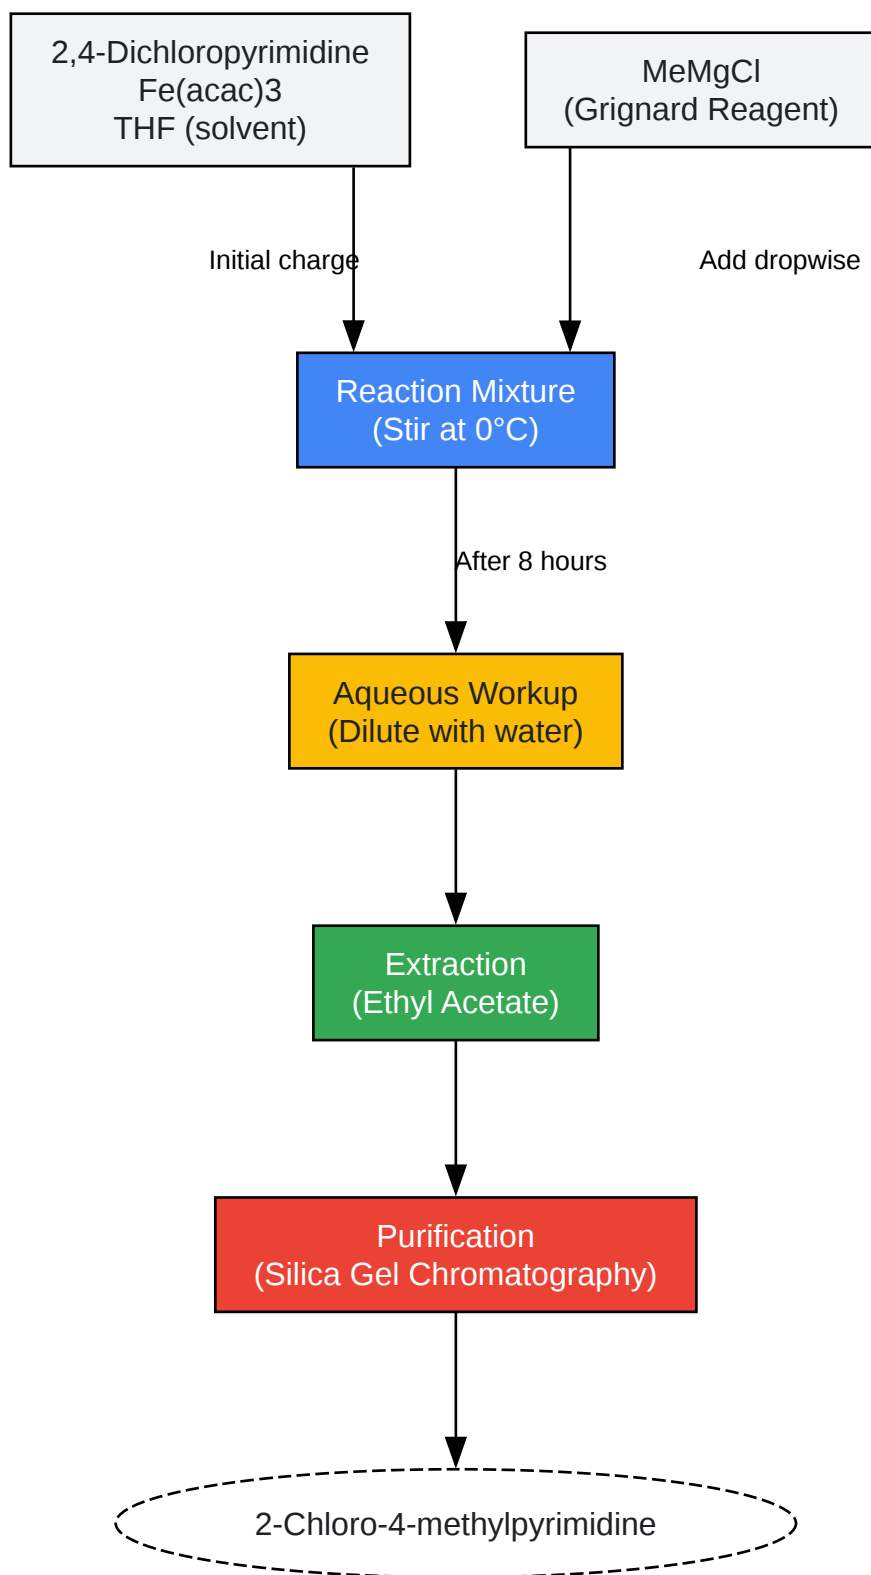 2,4-Dichloropyrimidine
Fe(acac)3
THF (solvent)
MeMgCl
(Grignard Reagent)
Initial charge
Add dropwise
Reaction Mixture
(Stir at 0°C)
After 8 hours
Aqueous Workup
(Dilute with water)
Extraction
(Ethyl Acetate)
Purification
(Silica Gel Chromatography)
2-Chloro-4-methylpyrimidine